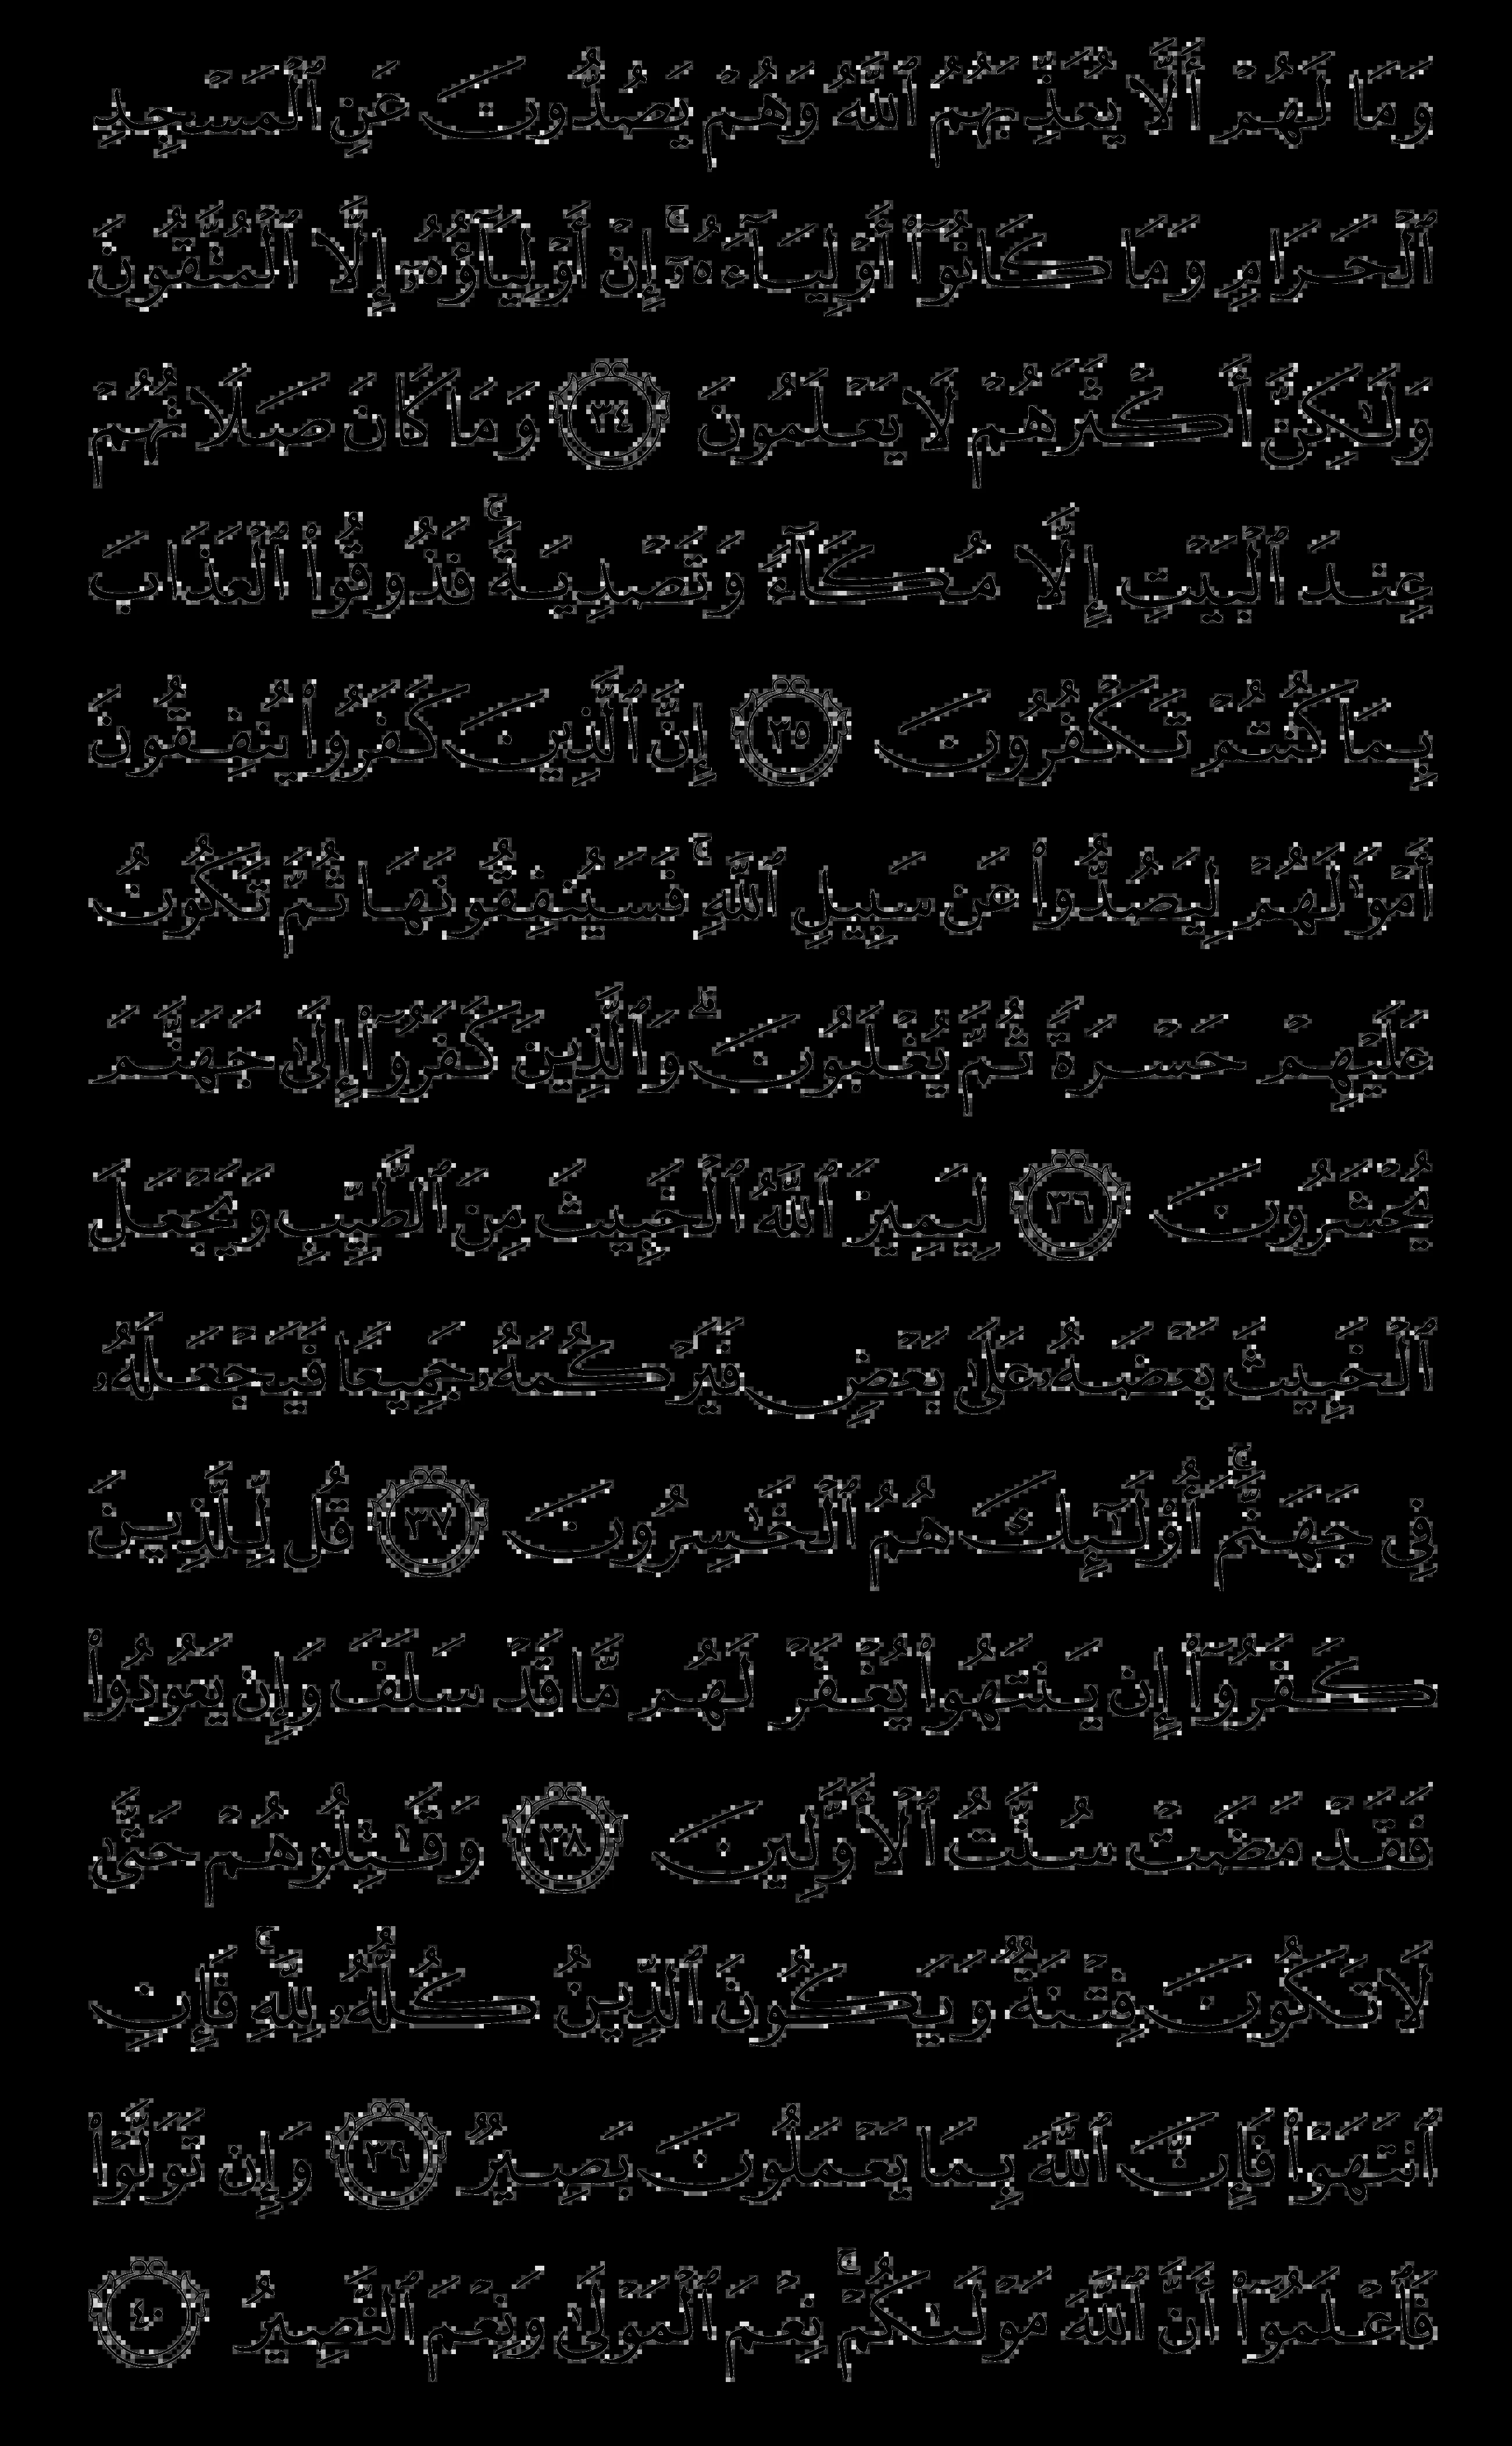 وَمَا لَهُمْ أَلَّا يُعَذِّبَهُمُ ٱللَّهُ وَهُمْ يَصُدُّونَ عَنِ ٱلْمَسْجِدِ
ٱلْحَرَامِ وَمَا كَانُوٓا۟ أَوْلِيَآءَهُۥٓ ۚ إِنْ أَوْلِيَآؤُهُۥٓ إِلَّا ٱلْمُتَّقُونَ
وَلَـٰكِنَّ أَكْثَرَهُمْ لَا يَعْلَمُونَ ٣٤ وَمَا كَانَ صَلَاتُهُمْ
عِندَ ٱلْبَيْتِ إِلَّا مُكَآءً وَتَصْدِيَةً ۚ فَذُوقُوا۟ ٱلْعَذَابَ
بِمَا كُنتُمْ تَكْفُرُونَ ٣٥ إِنَّ ٱلَّذِينَ كَفَرُوا۟ يُنفِقُونَ
أَمْوَٰلَهُمْ لِيَصُدُّوا۟ عَن سَبِيلِ ٱللَّهِ ۚ فَسَيُنفِقُونَهَا ثُمَّ تَكُونُ
عَلَيْهِمْ حَسْرَةً ثُمَّ يُغْلَبُونَ ۗ وَٱلَّذِينَ كَفَرُوٓا۟ إِلَىٰ جَهَنَّمَ
يُحْشَرُونَ ٣٦ لِيَمِيزَ ٱللَّهُ ٱلْخَبِيثَ مِنَ ٱلطَّيِّبِ وَيَجْعَلَ
ٱلْخَبِيثَ بَعْضَهُۥ عَلَىٰ بَعْضٍ فَيَرْكُمَهُۥ جَمِيعًا فَيَجْعَلَهُۥ
فِى جَهَنَّمَ ۚ أُو۟لَـٰٓئِكَ هُمُ ٱلْخَـٰسِرُونَ ٣٧ قُل لِّلَّذِينَ
كَفَرُوٓا۟ إِن يَنتَهُوا۟ يُغْفَرْ لَهُم مَّا قَدْ سَلَفَ وَإِن يَعُودُوا۟
فَقَدْ مَضَتْ سُنَّتُ ٱلْأَوَّلِينَ ٣٨ وَقَـٰتِلُوهُمْ حَتَّىٰ
لَا تَكُونَ فِتْنَةٌ وَيَكُونَ ٱلدِّينُ كُلُّهُۥ لِلَّهِ ۚ فَإِنِ
ٱنتَهَوْا۟ فَإِنَّ ٱللَّهَ بِمَا يَعْمَلُونَ بَصِيرٌ ٣٩ وَإِن تَوَلَّوْا۟
فَٱعْلَمُوٓا۟ أَنَّ ٱللَّهَ مَوْلَىٰكُمْ ۚ نِعْمَ ٱلْمَوْلَىٰ وَنِعْمَ ٱلنَّصِيرُ ٤٠